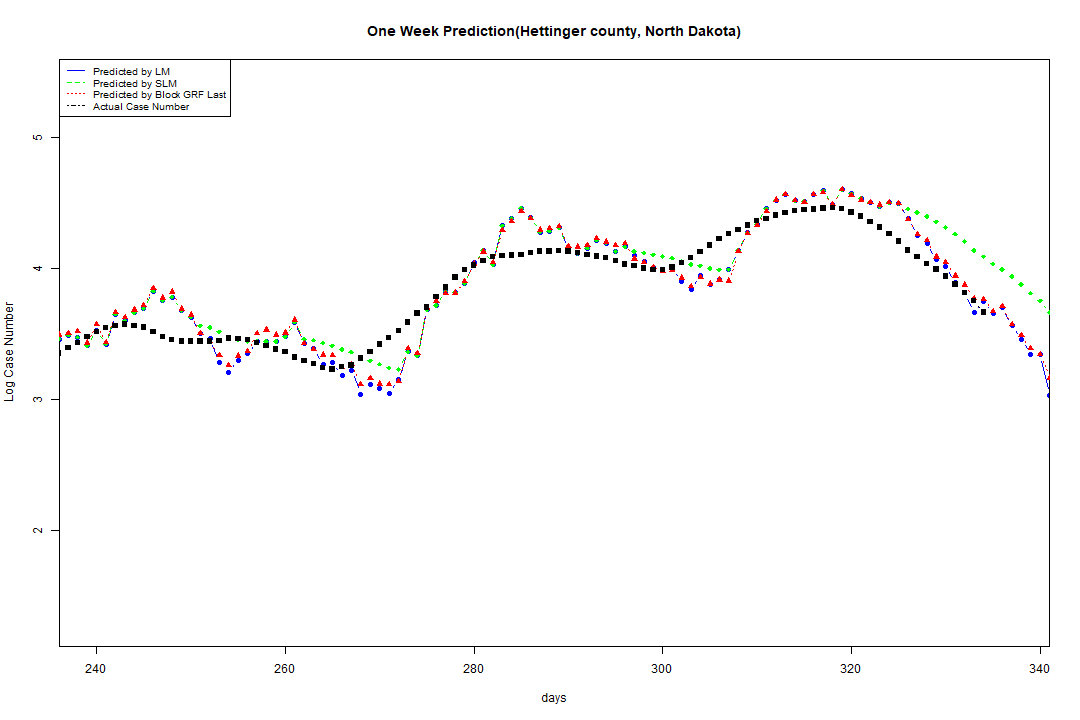 One Week Prediction(Hettinger county, North Dakota)
Predicted by LM
Predicted by SLM
Predicted by Block GRF Last
Actual Case Number
5
4
3
2
Log Case Number
240 260 280 300 320 340
days